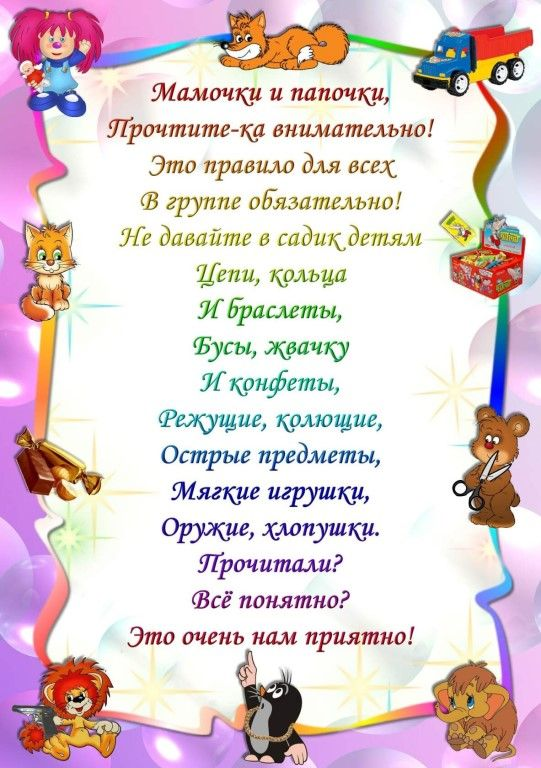 Мамочки и папочки,
Прочтите-ка внимательно!
Это правило для всех
В группе обязательно!
Не давайте в садик детям
Цепи, кольца
И браслеты,
Бусы, жвачку
И конфеты,
Режущие, колющие,
Острые предметы,
Мягкие игрушки,
Оружие, хлопушки.
Прочитали?
Всё понятно?
Это очень нам приятно!